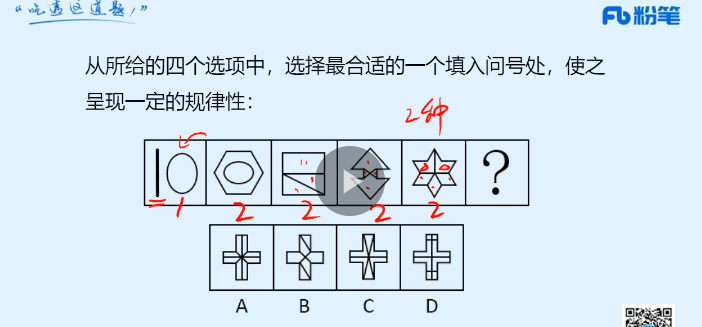 “吃透这道题！”
粉笔
从所给的四个选项中，选择最合适的一个填入问号处，使之
呈现一定的规律性：
2种
?
1 2 2 2 2
A B C D